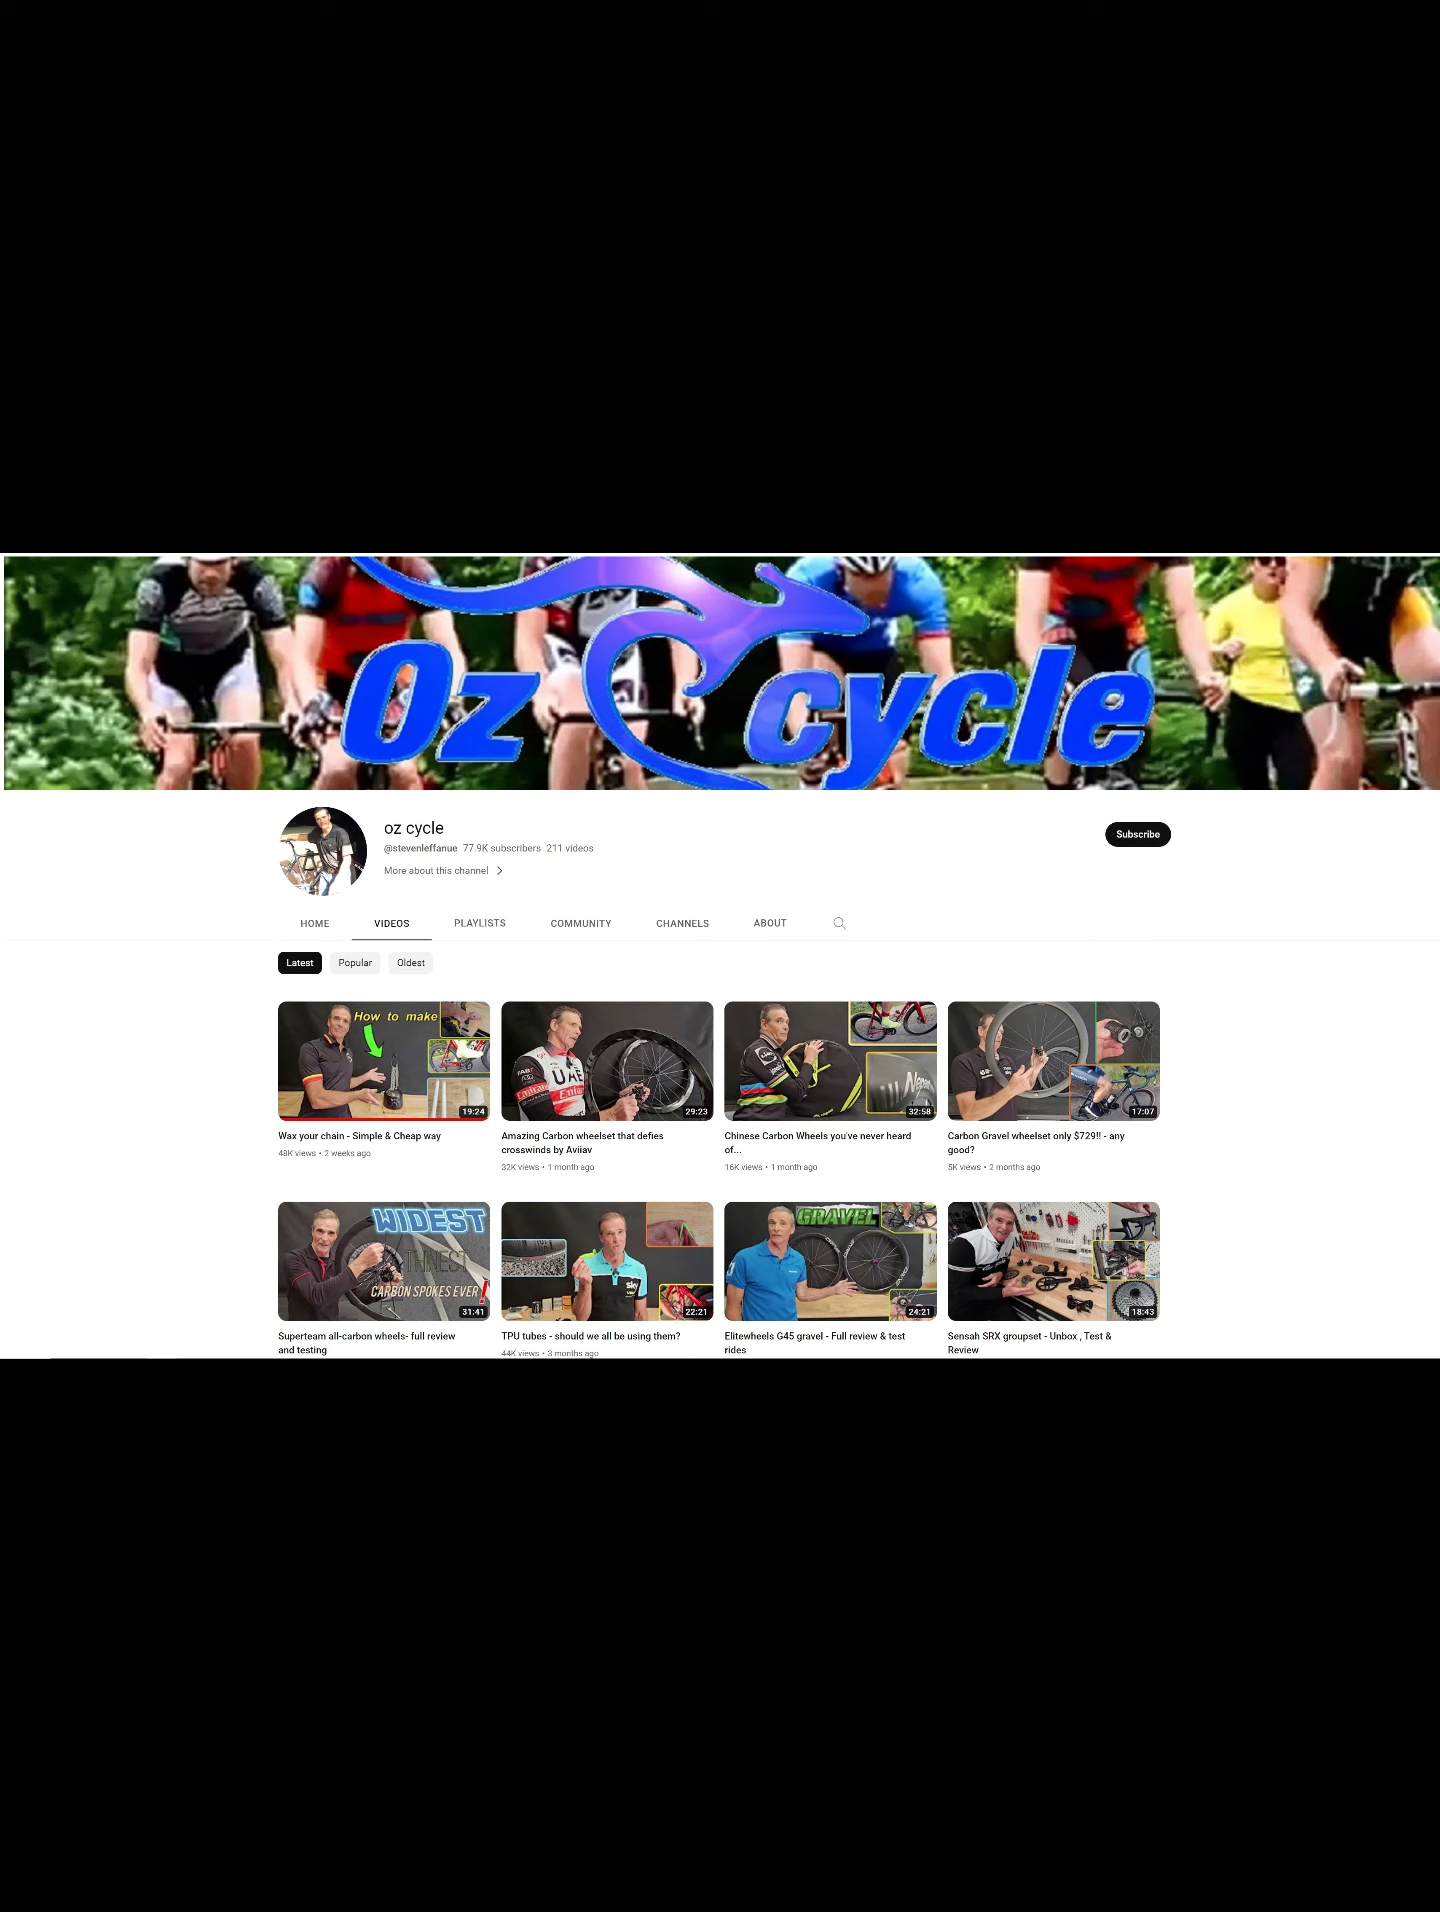 Oz cycle
oz cycle
@stevenleffanue 77.9K subscribers 211 videos
More about this channel
Subscribe
HOME VIDEOS PLAYLISTS COMMUNITY CHANNELS ABOUT
Latest Popular Oldest
How to make
19:24
UAE
Emirates
29:23
32:58
17:07
Wax your chain - Simple & Cheap way
48K views • 2 weeks ago
Amazing Carbon wheelset that defies
crosswinds by Aviiav
32K views • 1 month ago
Chinese Carbon Wheels you've never heard
of...
16K views • 1 month ago
Carbon Gravel wheelset only $729!! - any
good?
5K views • 2 months ago
WIDEST
THINEST
CARBON SPOKES EVER!
31:41
sky
22:21
GRAVEL
24:21
18:43
Superteam all-carbon wheels- full review
and testing
TPU tubes - should we all be using them?
44K views • 3 months ago
Elitewheels G45 gravel - Full review & test
rides
Sensah SRX groupset - Unbox , Test &
Review